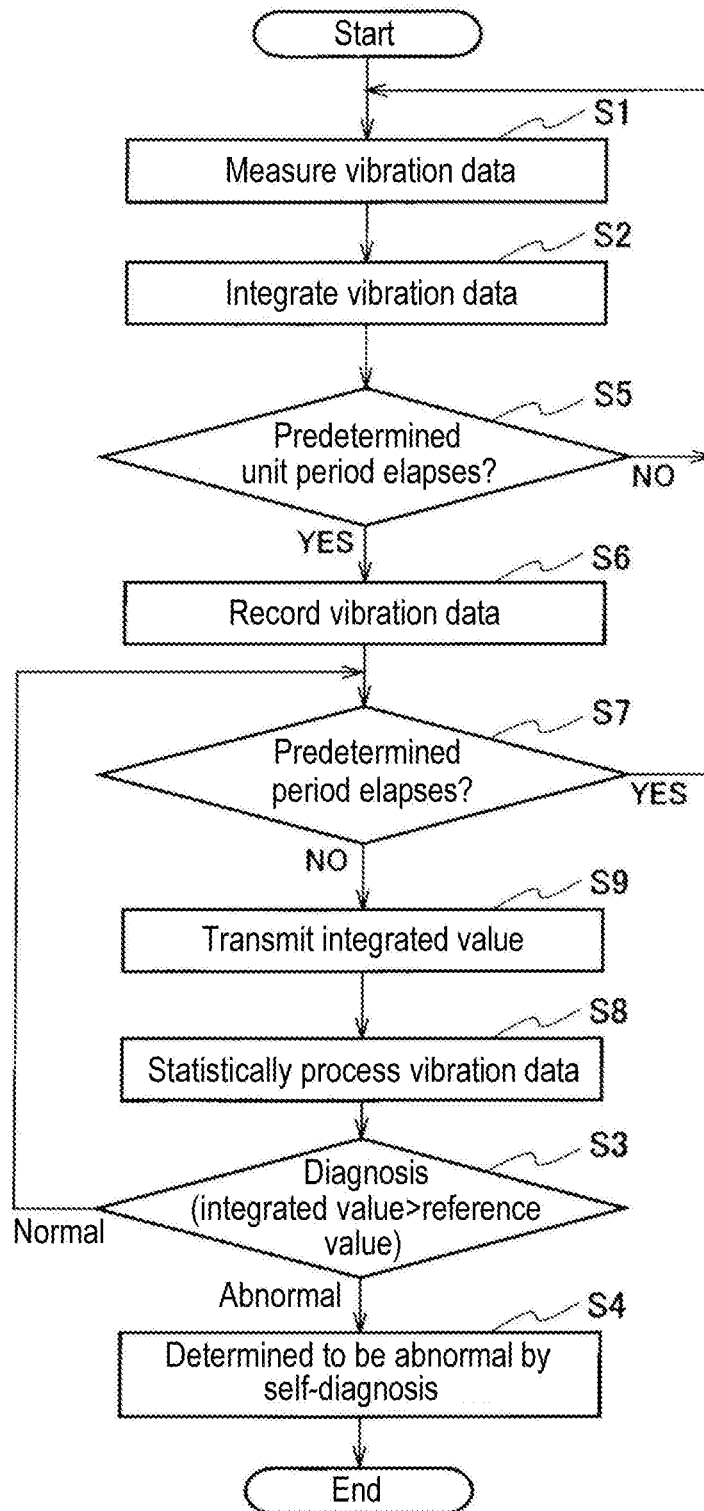 Start
S1
Measure vibration data
S2
Integrate vibration data
S5
Predetermined
unit period elapses?
NO
YES
S6
Record vibration data
S7
Predetermined
period elapses?
YES
NO
S9
Transmit integrated value
S8
Statistically process vibration data
S3
Diagnosis
(integrated value>reference
value)
Normal
Abnormal
S4
Determined to be abnormal by
self-diagnosis
End